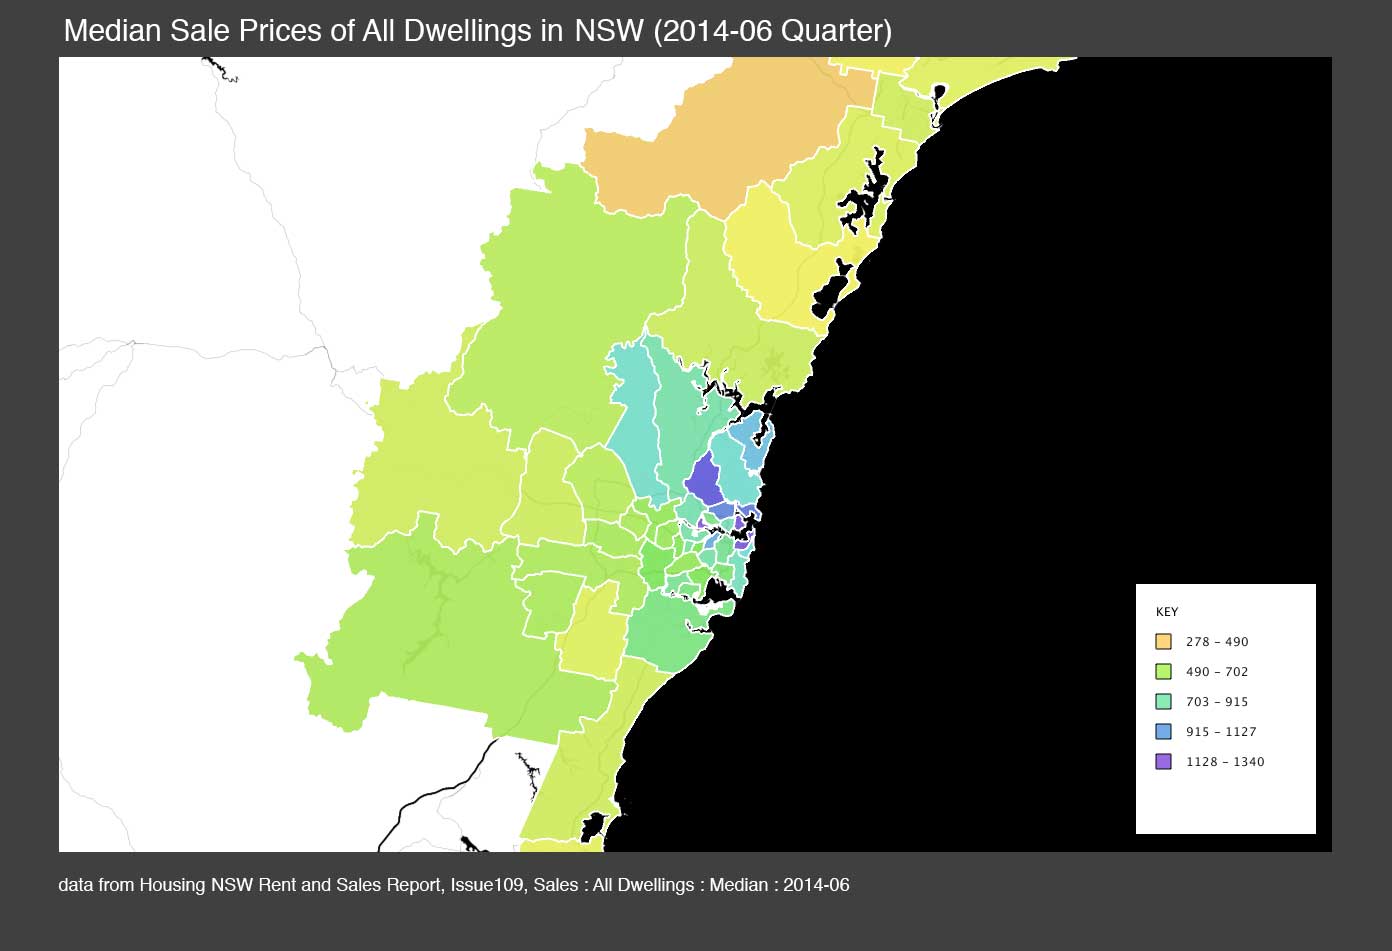 Median Sale Prices of All Dwellings in NSW (2014-06 Quarter)
KEY
278 – 490
490 – 702
703 – 915
915 – 1127
1128 – 1340
data from Housing NSW Rent and Sales Report, Issue109, Sales : All Dwellings : Median : 2014-06